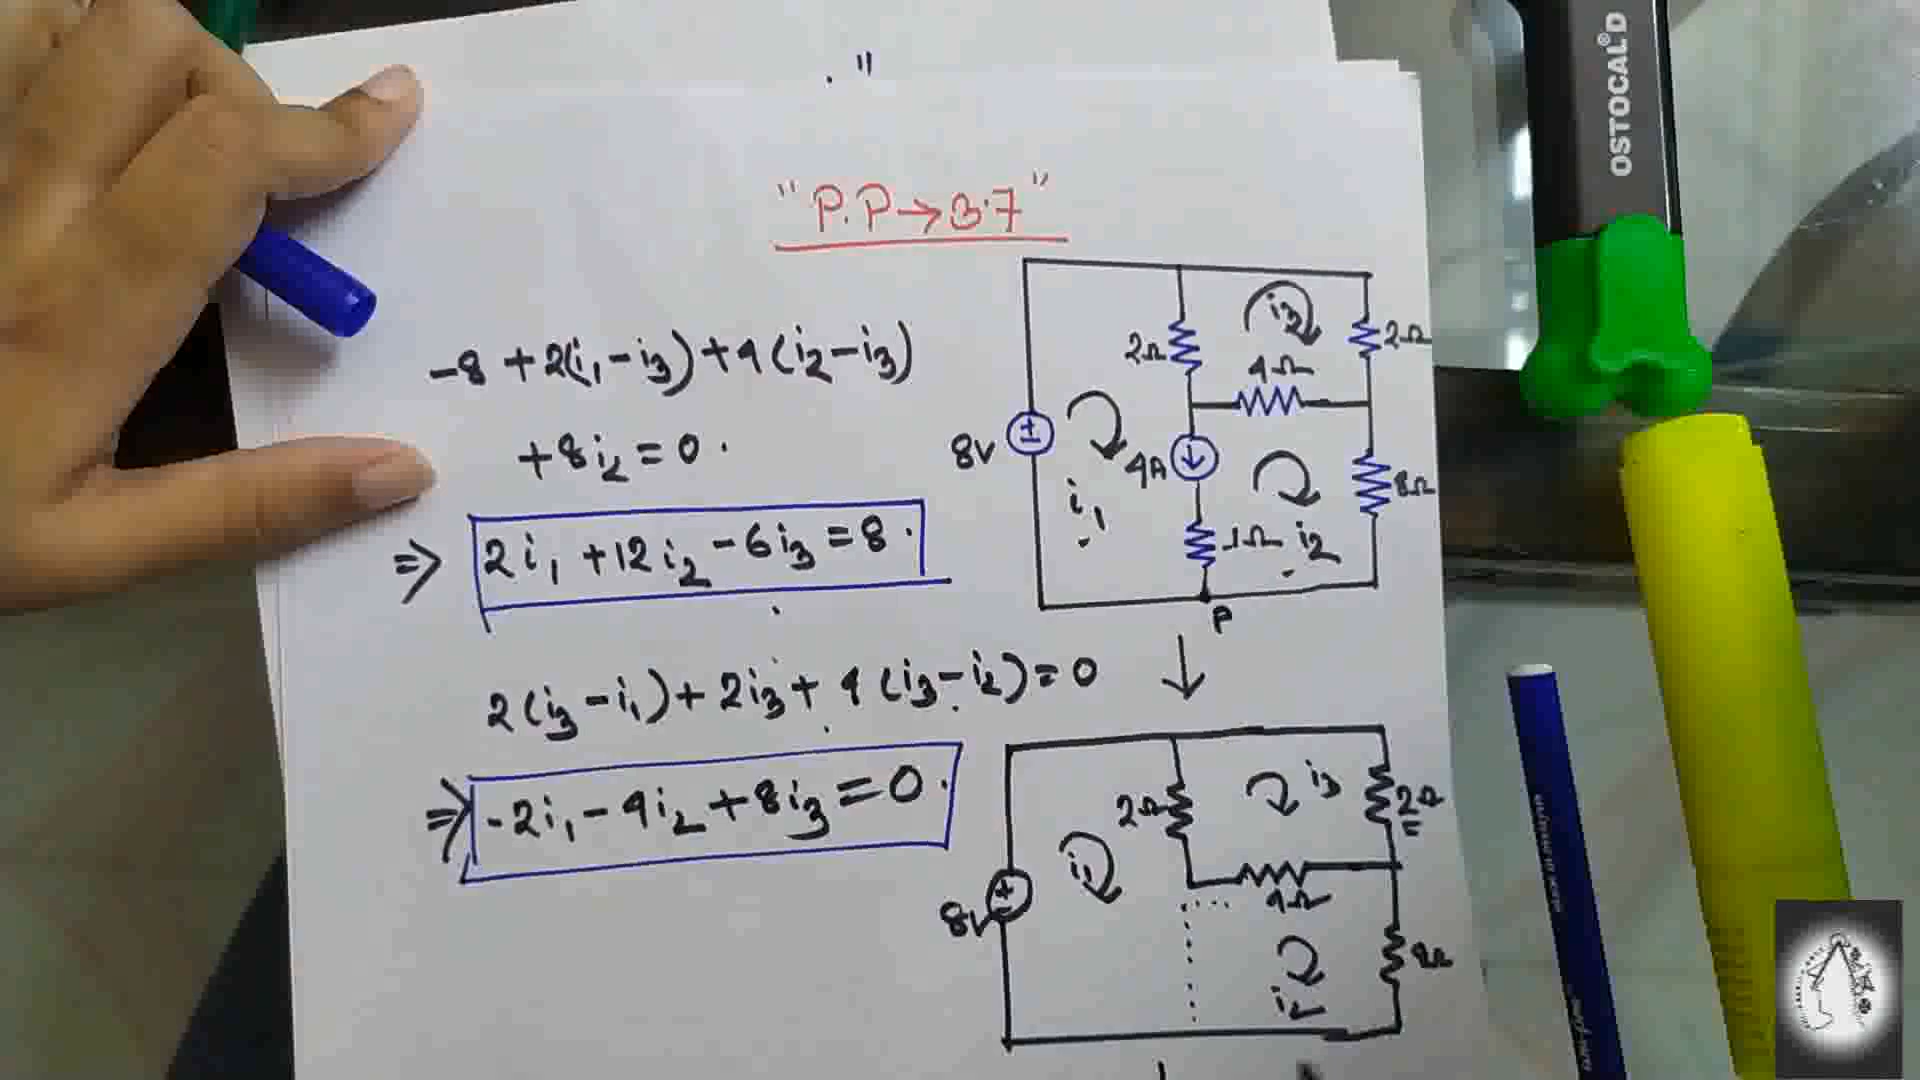 . "
"P.P→3.7"
-8 + 2(i₁ - i₃) + 4(i₂ - i₃)
+ 8i₂ = 0.
⇒ 2i₁ + 12i₂ - 6i₃ = 8.
2(i₃ - i₁) + 2i₃ + 4(i₃ - i₂) = 0
⇒ -2i₁ - 4i₂ + 8i₃ = 0.
i₃
2Ω
2Ω
4Ω
8V
4A
8Ω
i₁
1Ω
i₂
P
2Ω
i₃
2Ω
i₁
4Ω
8V
8Ω
i₂
OSTOCAL®D